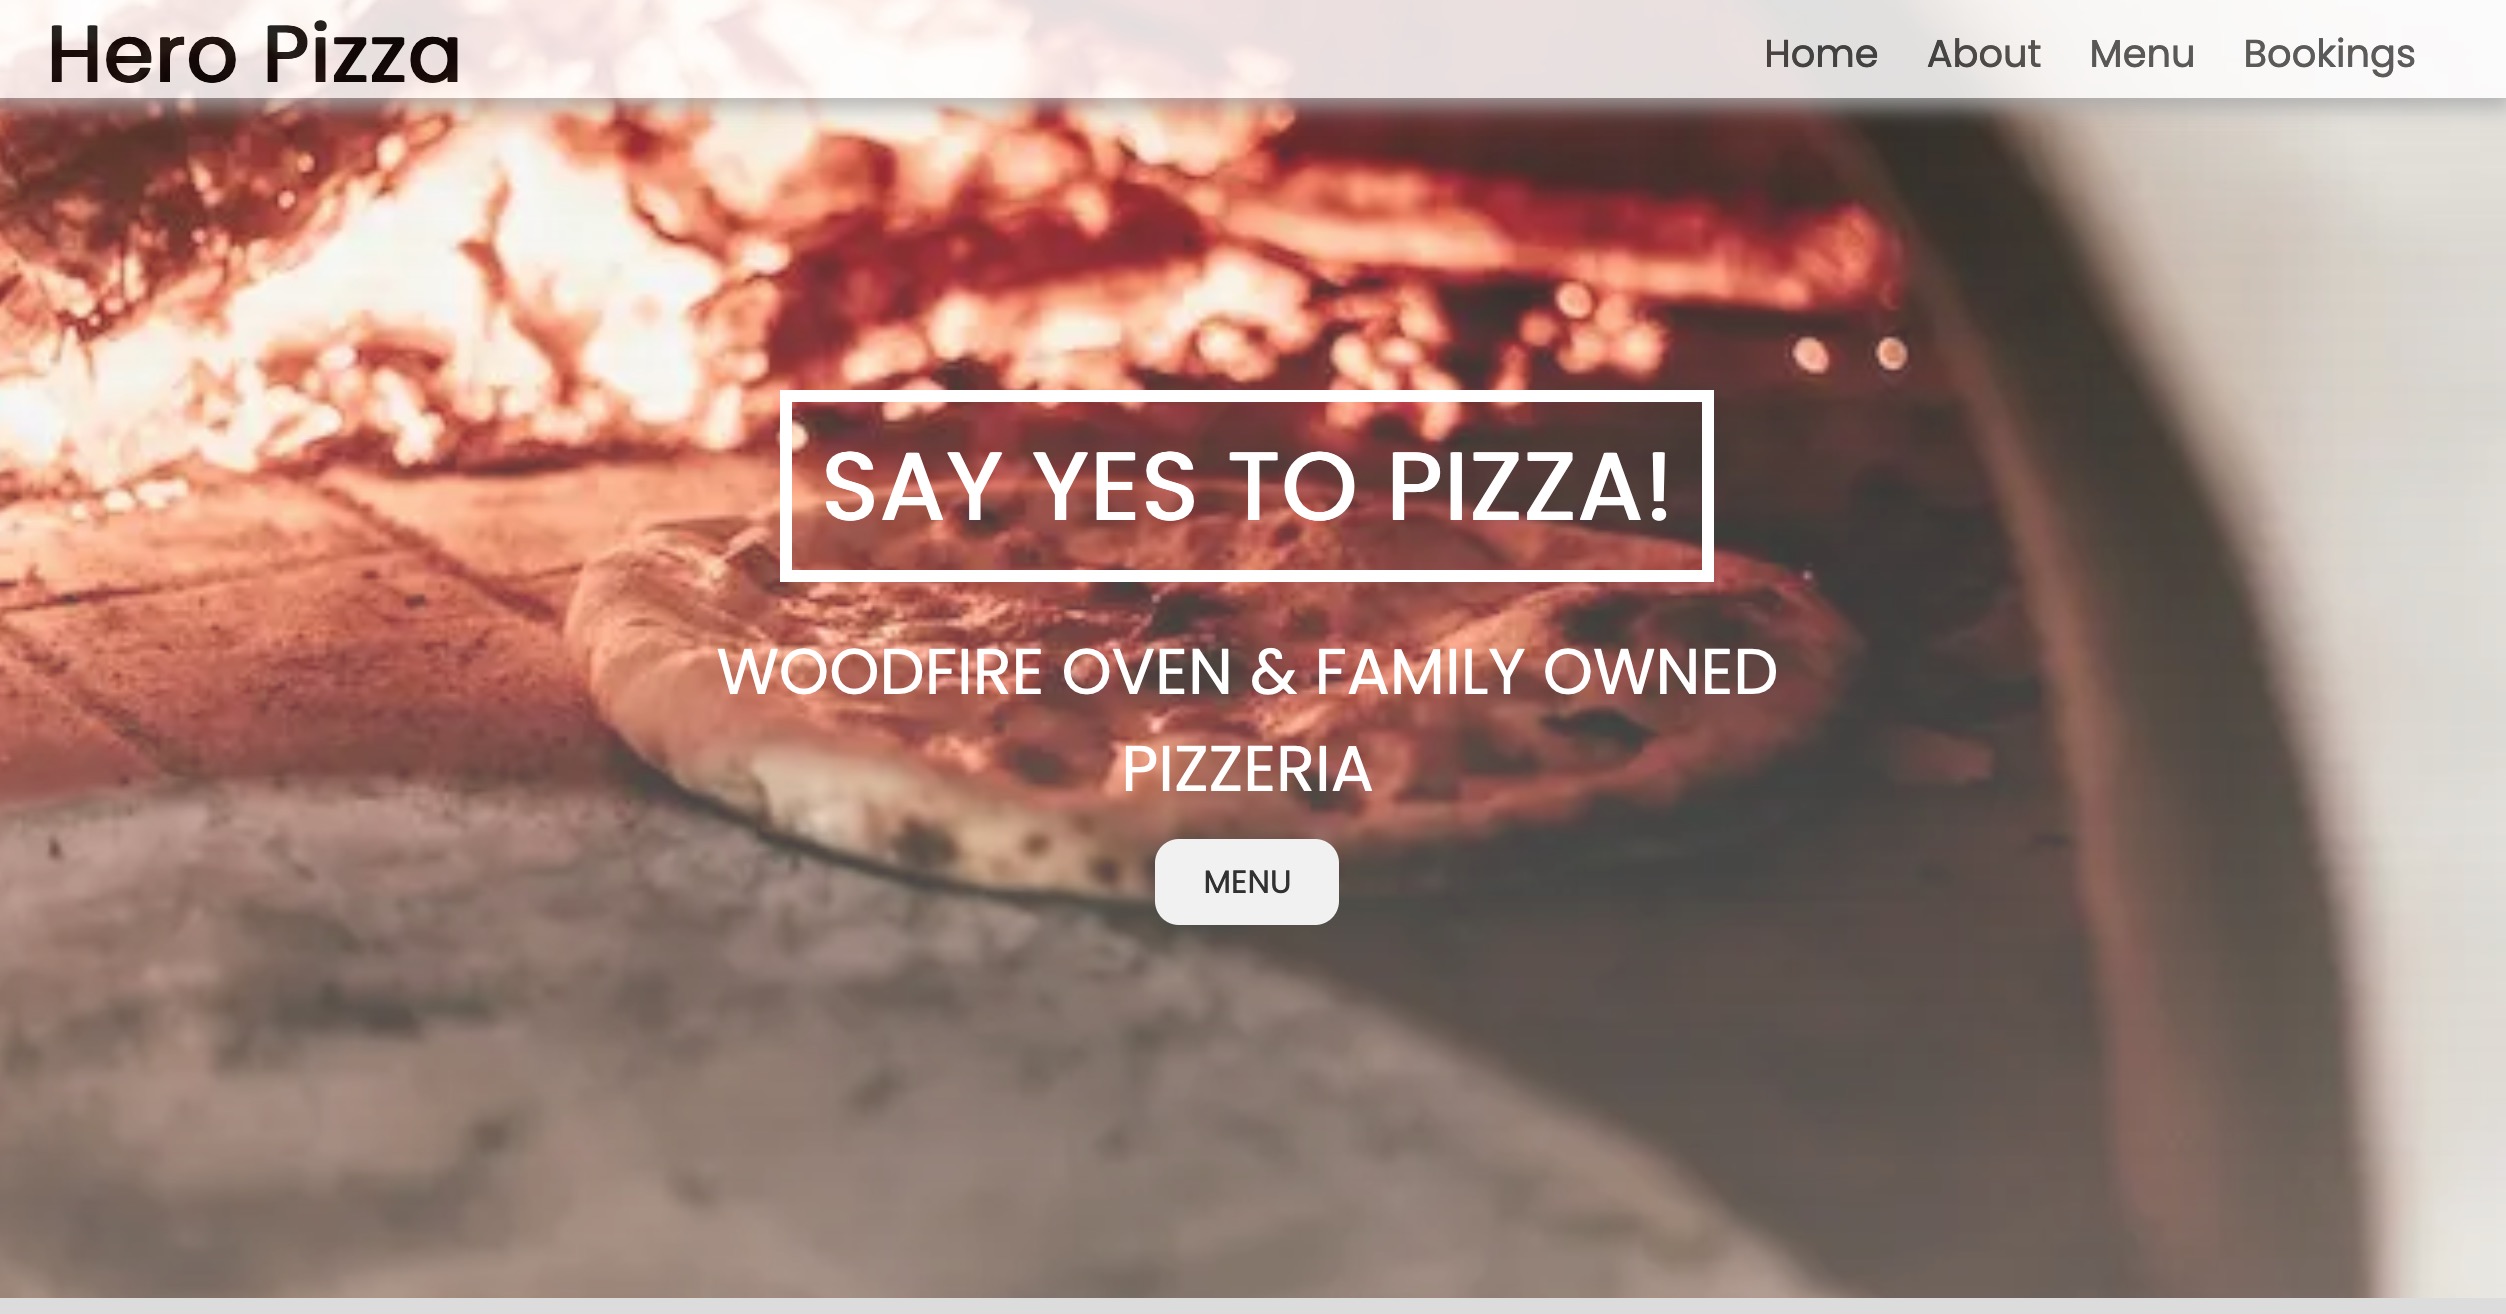 Hero Pizza
Home About Menu Bookings
SAY YES TO PIZZA!
WOODFIRE OVEN & FAMILY OWNED
PIZZERIA
MENU